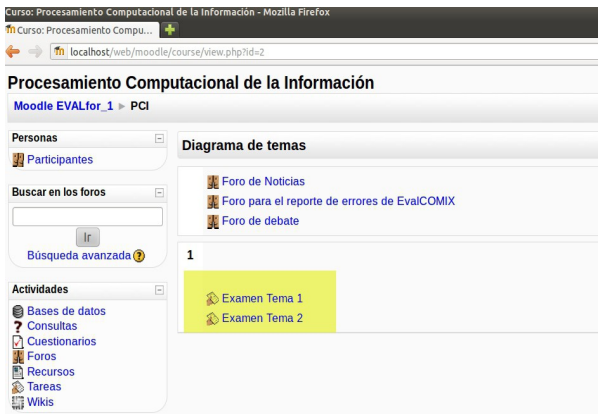 Curso: Procesamiento Computacional de la Información - Mozilla Firefox
Curso: Procesamiento Compu...
localhost/web/moodle/course/view.php?id=2
Procesamiento Computacional de la Información
Moodle EVALfor_1 ► PCI
Personas
Participantes
Buscar en los foros
Ir
Búsqueda avanzada
Actividades
Bases de datos
Consultas
Cuestionarios
Foros
Recursos
Tareas
Wikis
Diagrama de temas
Foro de Noticias
Foro para el reporte de errores de EvalCOMIX
Foro de debate
1
Examen Tema 1
Examen Tema 2